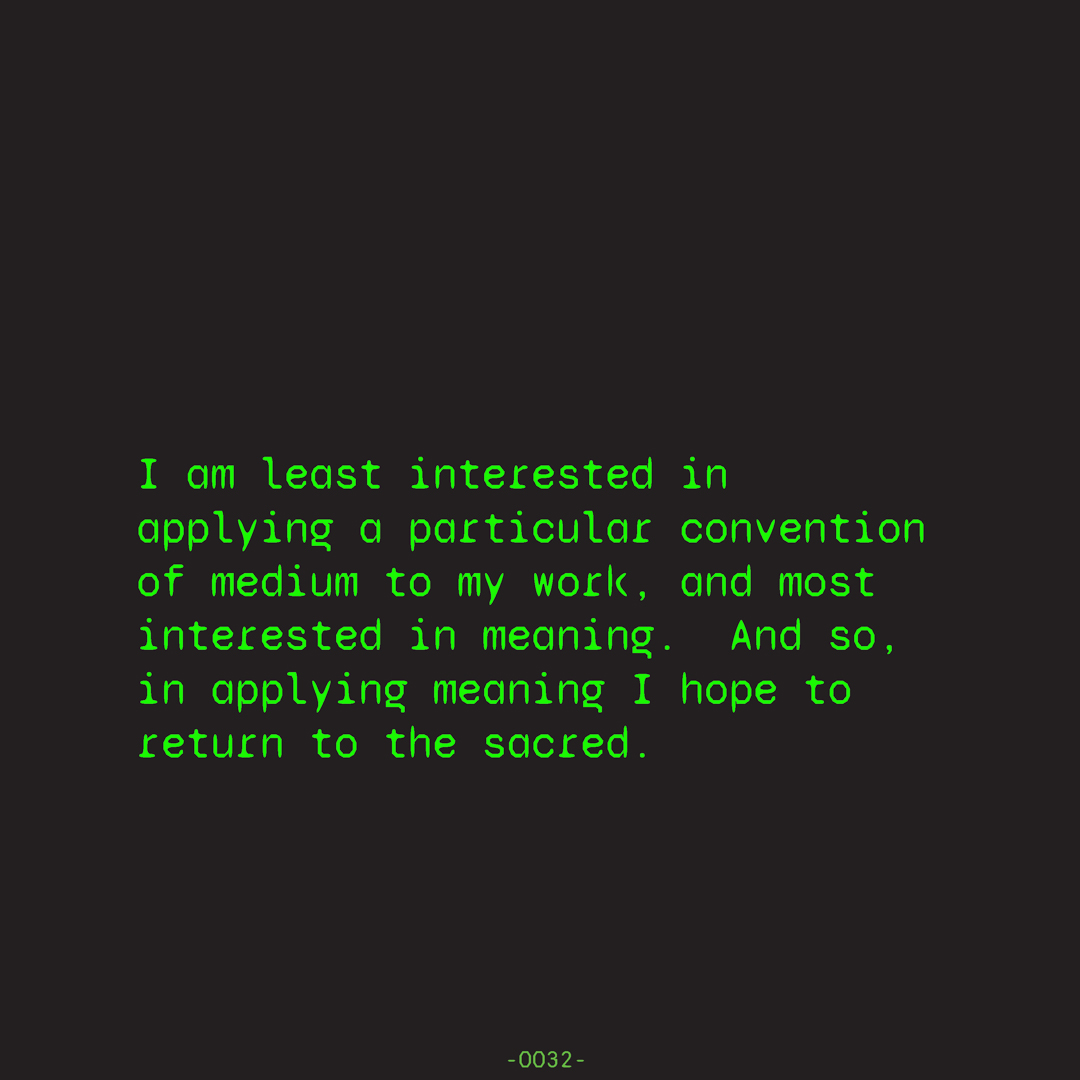 I am least interested in
applying a particular convention
of medium to my work, and most
interested in meaning.  And so,
in applying meaning I hope to
return to the sacred.
-0032-